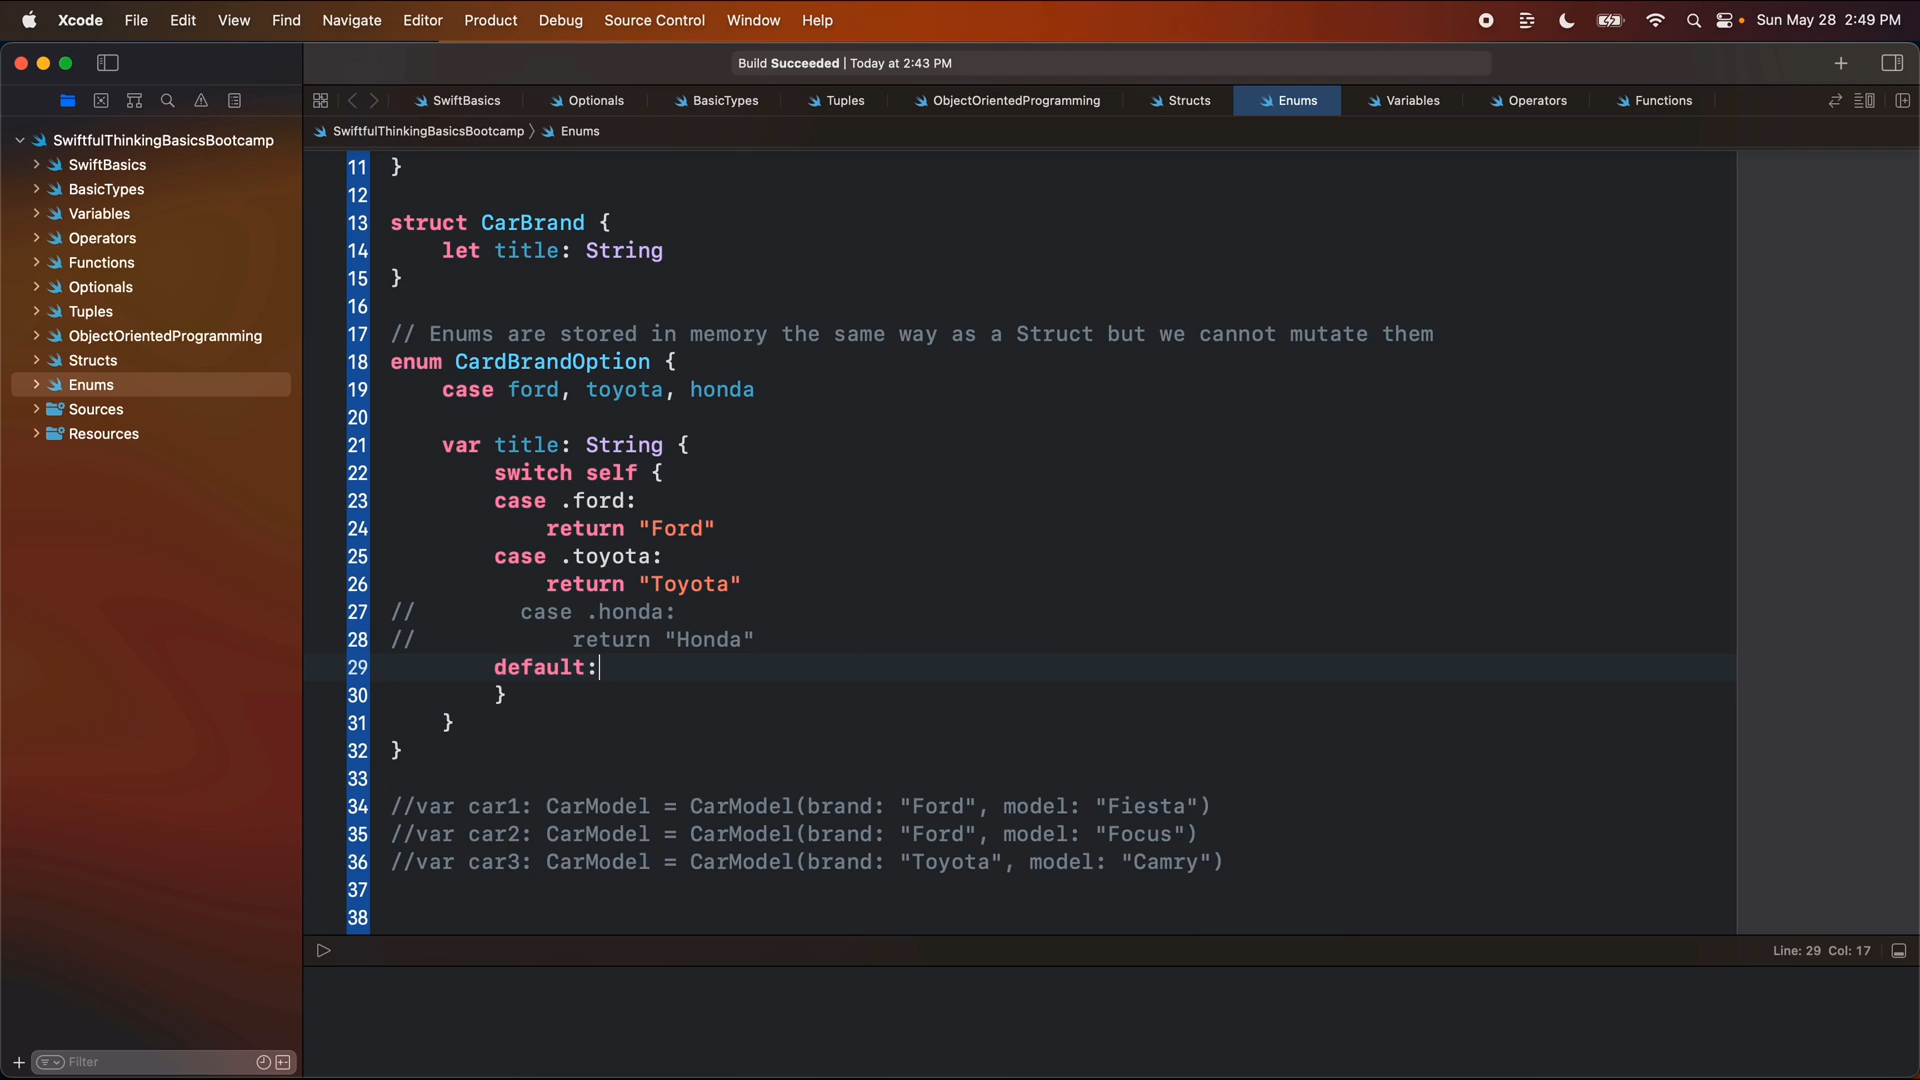 Xcode File Edit View Find Navigate Editor Product Debug Source Control Window Help Sun May 28 2:49 PM
Build Succeeded | Today at 2:43 PM
SwiftBasics Optionals BasicTypes Tuples ObjectOrientedProgramming Structs Enums Variables Operators Functions
SwiftfulThinkingBasicsBootcamp 〉 Enums
SwiftfulThinkingBasicsBootcamp
SwiftBasics
BasicTypes
Variables
Operators
Functions
Optionals
Tuples
ObjectOrientedProgramming
Structs
Enums
Sources
Resources
11 }
12
13 struct CarBrand {
14     let title: String
15 }
16
17 // Enums are stored in memory the same way as a Struct but we cannot mutate them
18 enum CardBrandOption {
19     case ford, toyota, honda
20
21     var title: String {
22         switch self {
23         case .ford:
24             return "Ford"
25         case .toyota:
26             return "Toyota"
27 //        case .honda:
28 //            return "Honda"
29         default:
30         }
31     }
32 }
33
34 //var car1: CarModel = CarModel(brand: "Ford", model: "Fiesta")
35 //var car2: CarModel = CarModel(brand: "Ford", model: "Focus")
36 //var car3: CarModel = CarModel(brand: "Toyota", model: "Camry")
37
38
Line: 29 Col: 17
Filter